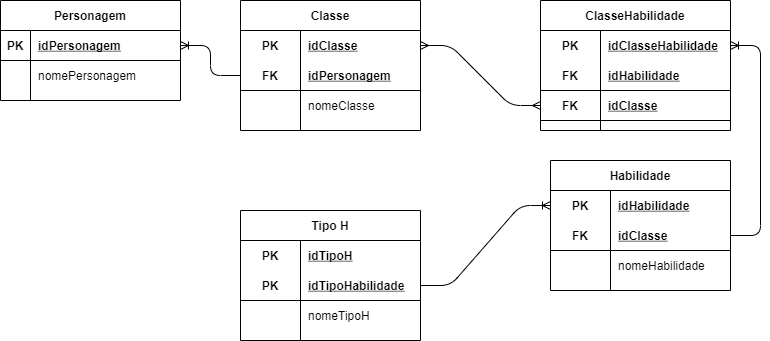 Personagem
PK idPersonagem
nomePersonagem
Classe
PK idClasse
FK idPersonagem
nomeClasse
ClasseHabilidade
PK idClasseHabilidade
FK idHabilidade
FK idClasse
Habilidade
PK idHabilidade
FK idClasse
nomeHabilidade
Tipo H
PK idTipoH
PK idTipoHabilidade
nomeTipoH